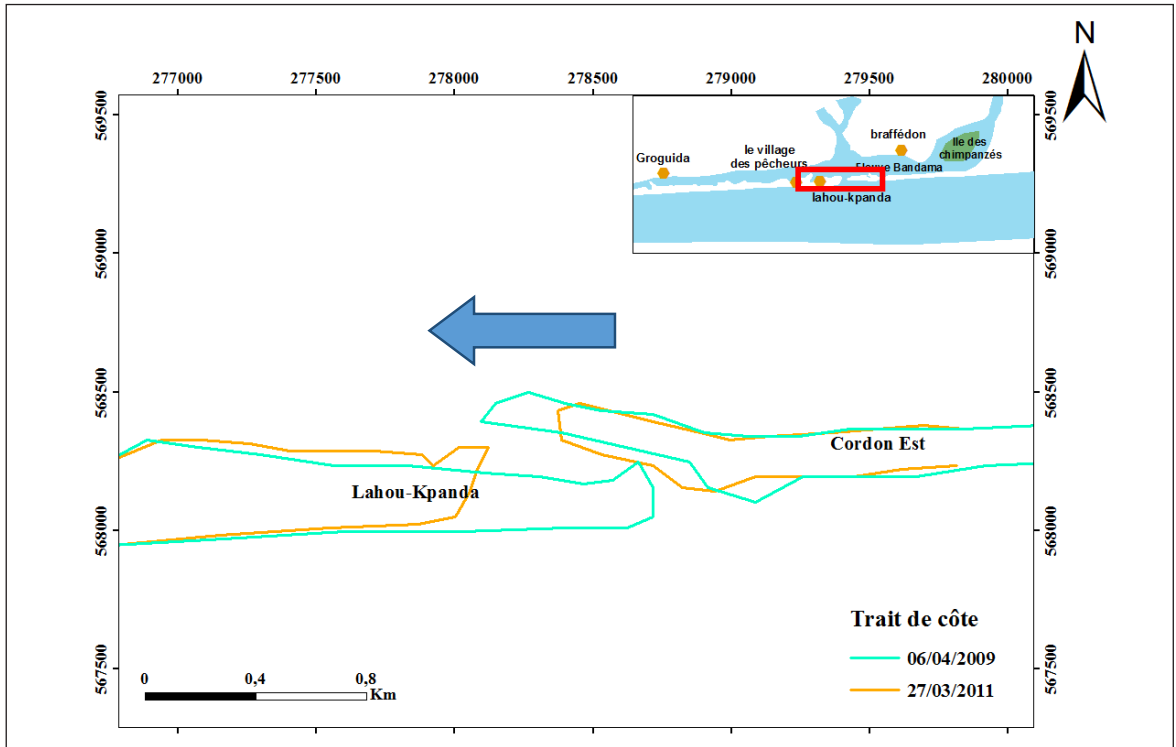 N
277000 277500 278000 278500 279000 279500 280000
569500 569500
569000 569000
568500 568500
568000 568000
567500 567500
braffédon
Ile des
chimpanzés
le village
des pêcheurs
Groguida
Fleuve Bandama
lahou-kpanda
Cordon Est
Lahou-Kpanda
Trait de côte
06/04/2009
27/03/2011
0 0,4 0,8
Km